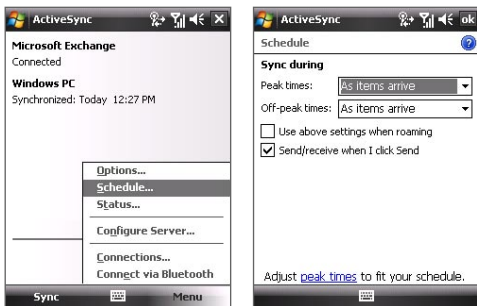 ActiveSync
Microsoft Exchange
Connected
Windows PC
Synchronized: Today 12:27 PM
Options...
Schedule...
Status...
Configure Server...
Connections...
Connect via Bluetooth
Sync
Menu
ActiveSync
ok
Schedule
?
Sync during
Peak times: As items arrive
Off-peak times: As items arrive
Use above settings when roaming
Send/receive when I click Send
Adjust peak times to fit your schedule.